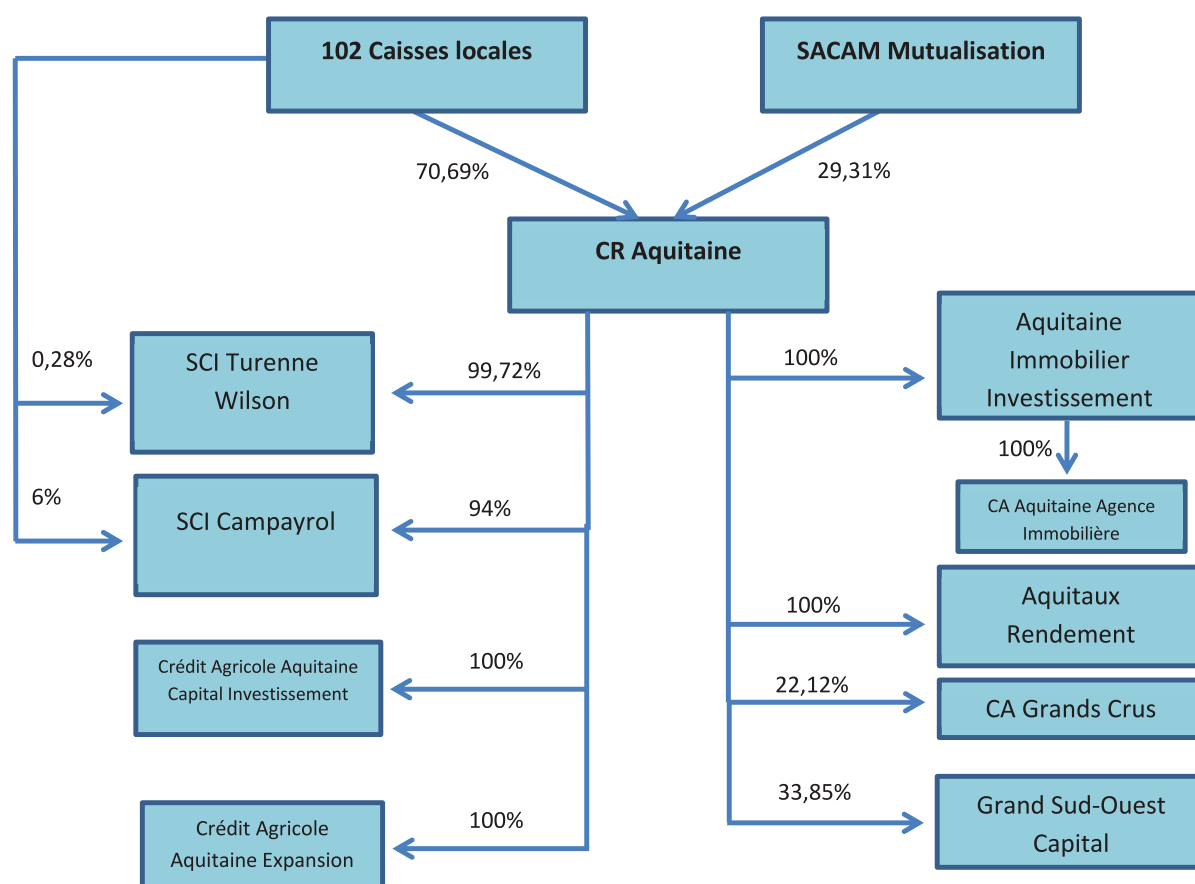 102 Caisses locales
SACAM Mutualisation
70,69%
29,31%
CR Aquitaine
0,28%
SCI Turenne
Wilson
99,72%
100%
Aquitaine
Immobilier
Investissement
100%
6%
SCI Campayrol
94%
CA Aquitaine Agence
Immobilière
100%
Aquitaux
Rendement
Crédit Agricole Aquitaine
Capital Investissement
100%
22,12%
CA Grands Crus
Crédit Agricole
Aquitaine Expansion
100%
33,85%
Grand Sud-Ouest
Capital